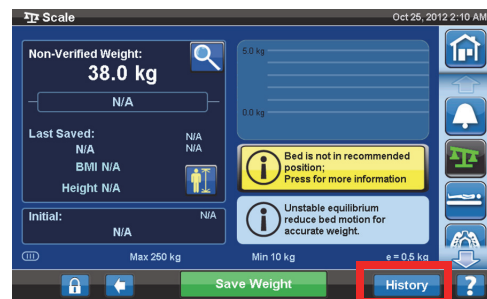 Scale
Oct 25, 2012 2:10 AM
Non-Verified Weight:
38.0 kg
N/A
Last Saved:
N/A
N/A
N/A
BMI N/A
Height N/A
Initial:
N/A
N/A
5.0 kg
0.0 kg
Bed is not in recommended
position;
Press for more information
Unstable equilibrium
reduce bed motion for
accurate weight.
Max 250 kg
Min 10 kg
e = 0,5 kg
Save Weight
History
?